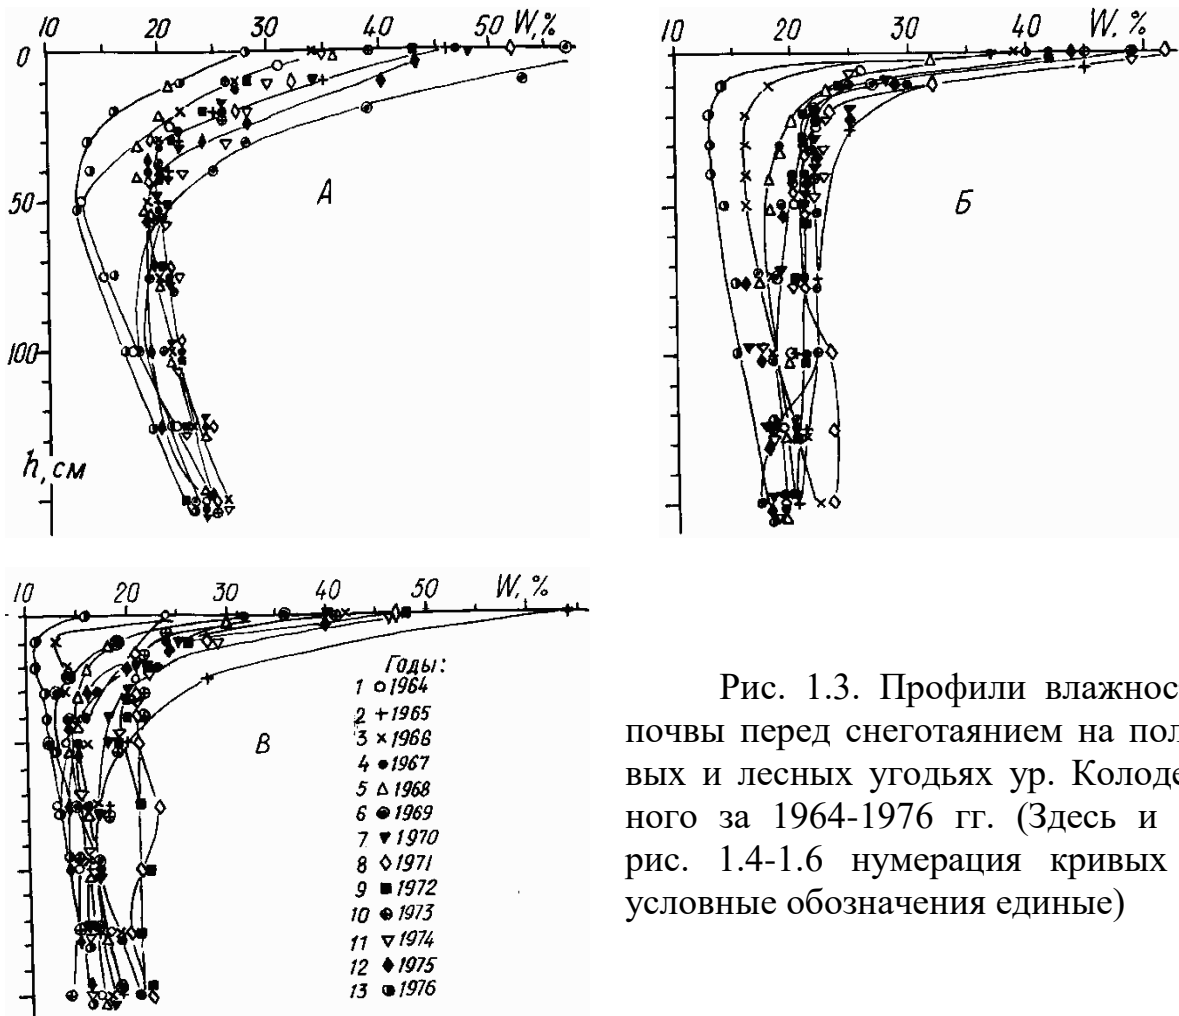 10 20 30 40 W,% 50
0
50
100
h, см
А
10 20 30 40 W. % 50
Б
10 20 30 40 50 W, %
В
Годы:
1 ○ 1964
2 + 1965
3 × 1966
4 ● 1967
5 △ 1968
6 1969
7 ▼ 1970
8 ◇ 1971
9 ■ 1972
10 ⊕ 1973
11 ▽ 1974
12 ♦ 1975
13 ◑ 1976
Рис. 1.3. Профили влажнос
почвы перед снеготаянием на пол
вых и лесных угодьях ур. Колоде
ного за 1964-1976 гг. (Здесь и
рис. 1.4-1.6 нумерация кривых
условные обозначения единые)